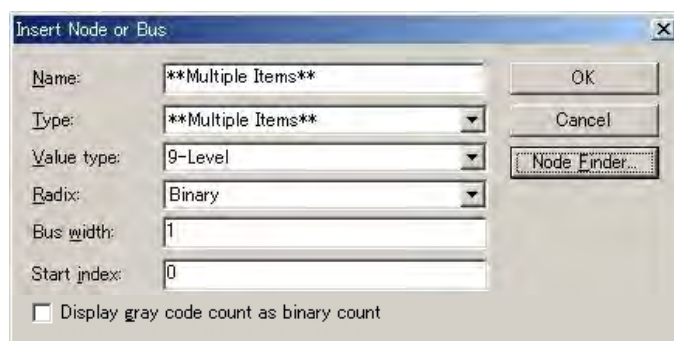 Insert Node or Bus
Name: **Multiple Items** OK
Type: **Multiple Items** Cancel
Value type: 9-Level Node Finder...
Radix: Binary
Bus width: 1
Start index: 0
Display gray code count as binary count